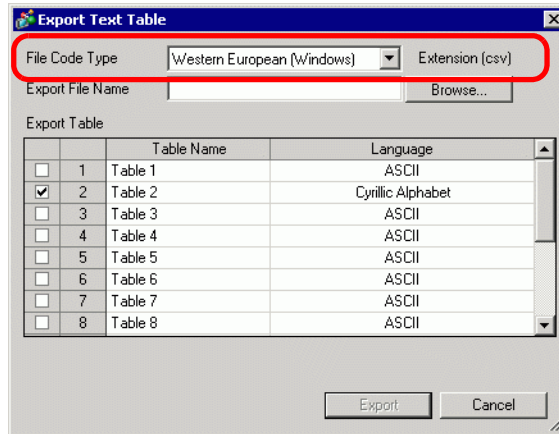 Export Text Table
File Code Type Western European (Windows) Extension (csv)
Export File Name Browse...
Export Table
Table Name Language
1 Table 1 ASCII
2 Table 2 Cyrillic Alphabet
3 Table 3 ASCII
4 Table 4 ASCII
5 Table 5 ASCII
6 Table 6 ASCII
7 Table 7 ASCII
8 Table 8 ASCII
Export Cancel